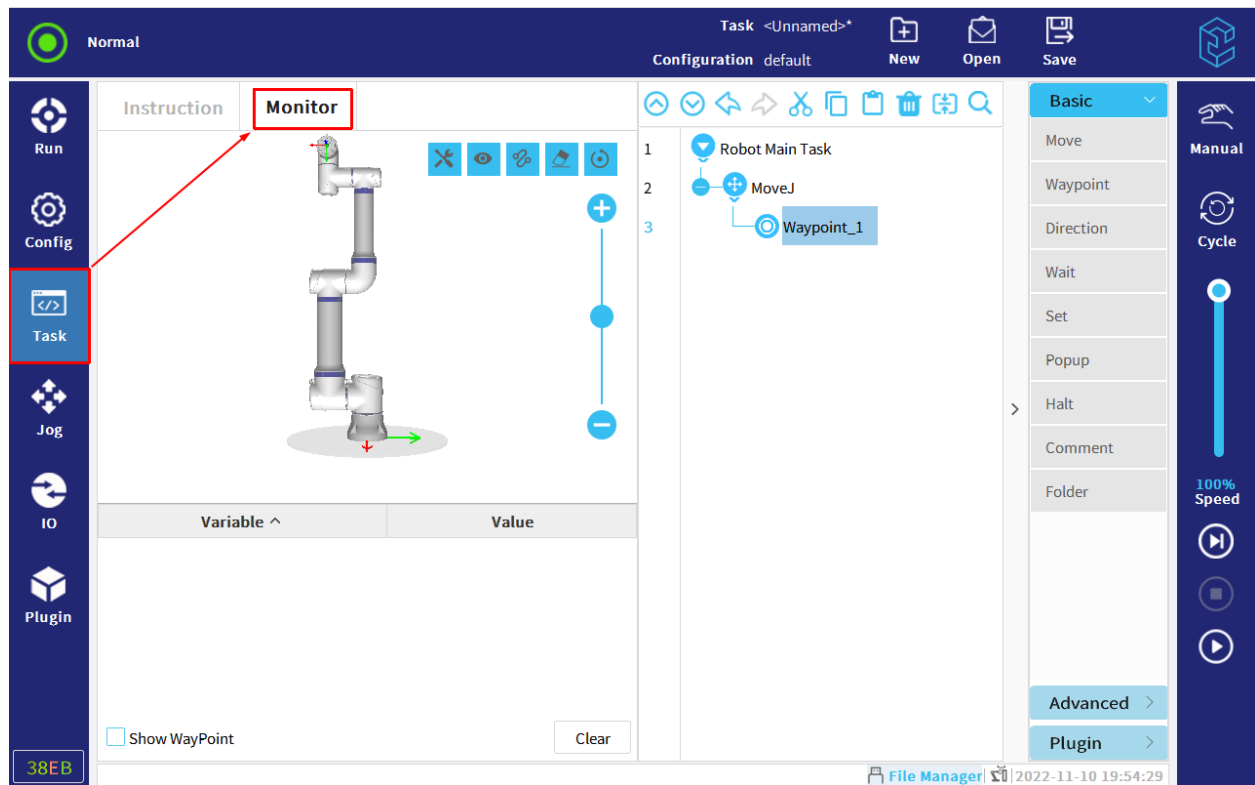 Normal
Task <Unnamed>*
Configuration default
New
Open
Save
Run
Config
Task
Jog
IO
Plugin
38EB
Instruction
Monitor
Variable
Value
Show WayPoint
Clear
1 Robot Main Task
2 MoveJ
3 Waypoint_1
Basic
Move
Waypoint
Direction
Wait
Set
Popup
Halt
Comment
Folder
Advanced
Plugin
Manual
Cycle
100%
Speed
File Manager
2022-11-10 19:54:29